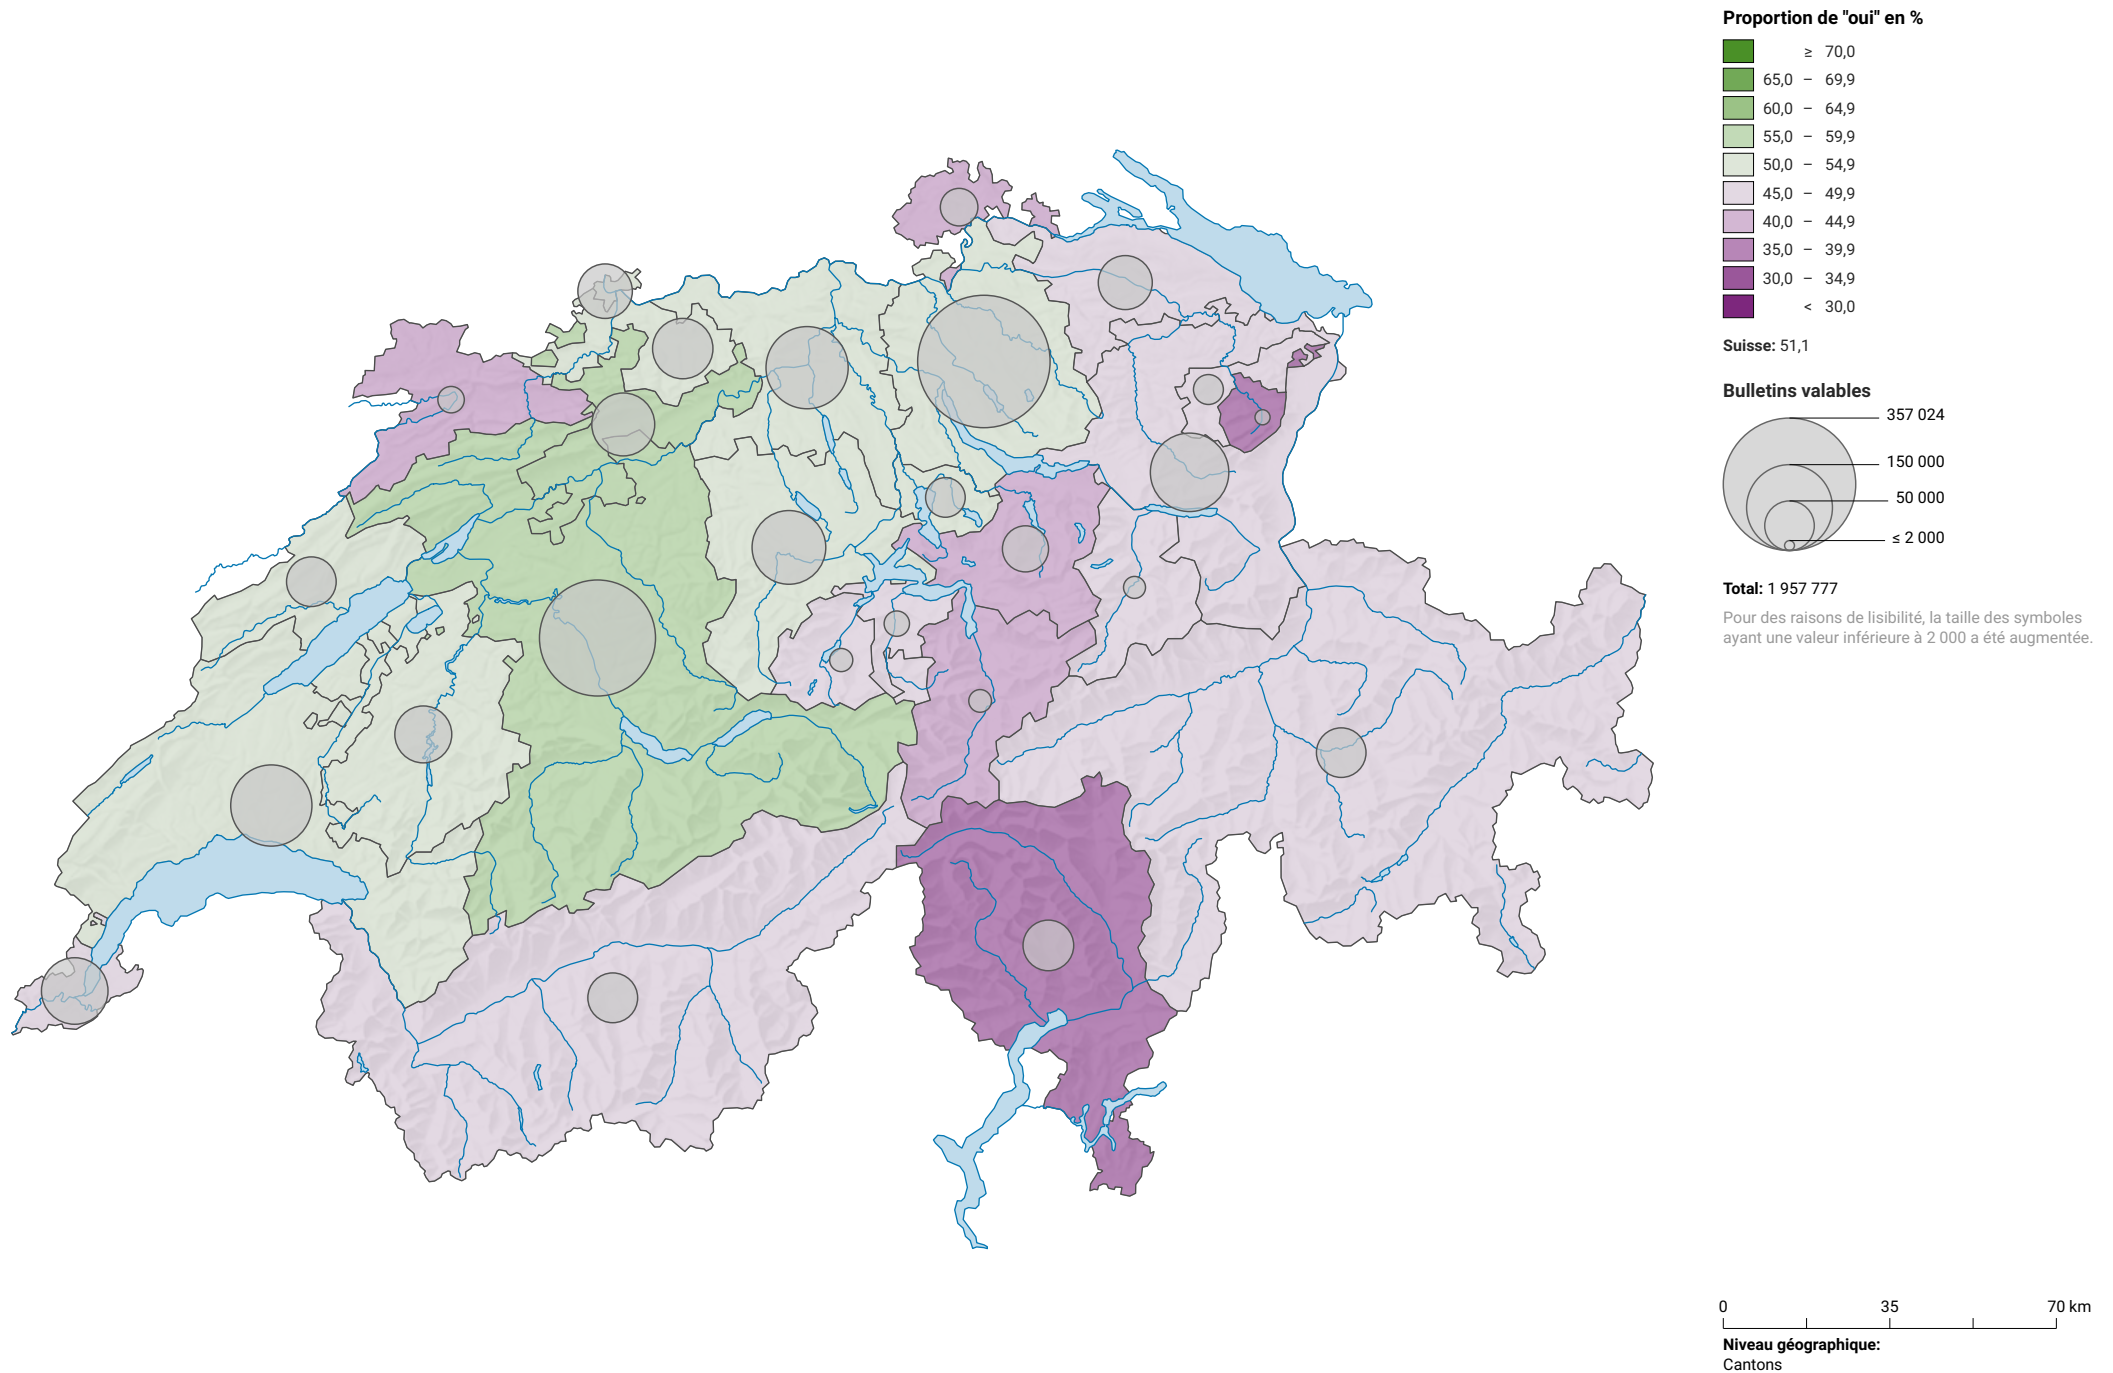 Proportion de "oui" en %
≥ 70,0
65,0 – 69,9
60,0 – 64,9
55,0 – 59,9
50,0 – 54,9
45,0 – 49,9
40,0 – 44,9
35,0 – 39,9
30,0 – 34,9
< 30,0
Suisse: 51,1
Bulletins valables
357 024
150 000
50 000
≤ 2 000
Total: 1 957 777
Pour des raisons de lisibilité, la taille des symboles
ayant une valeur inférieure à 2 000 a été augmentée.
0 35 70 km
Niveau géographique:
Cantons